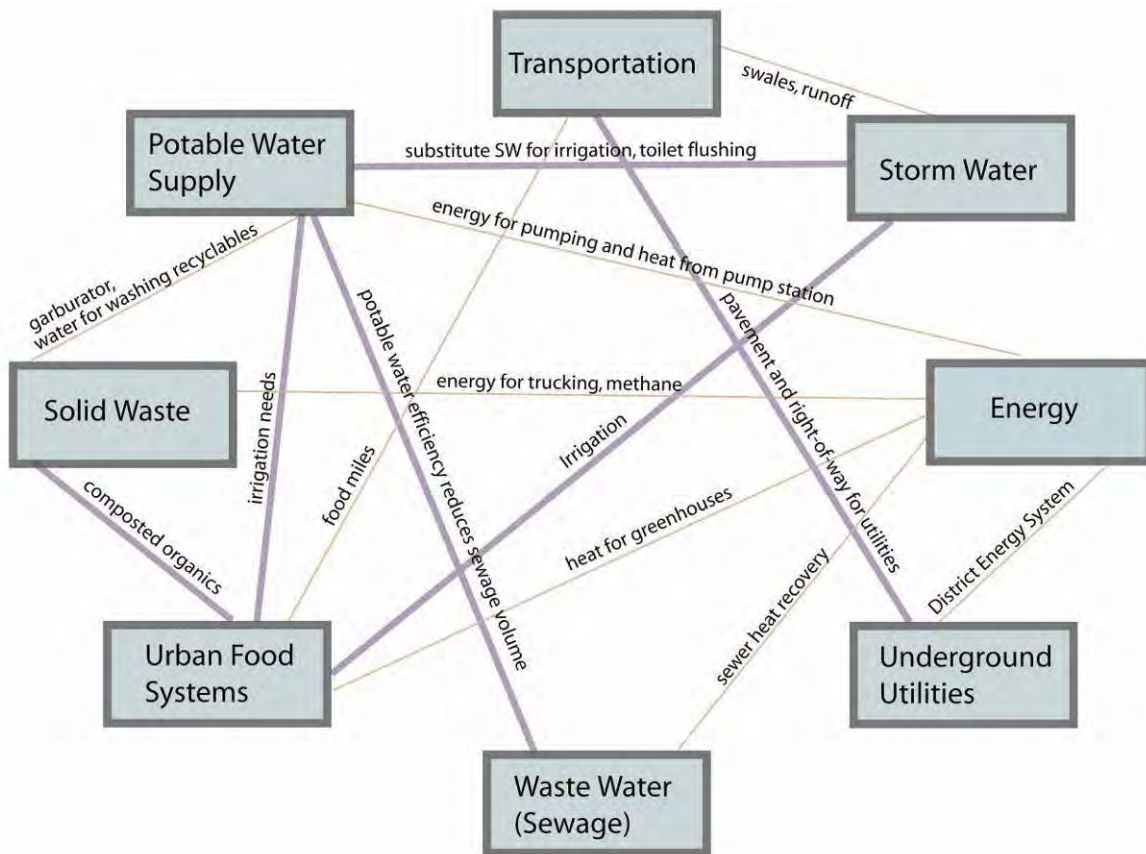 Transportation
swales, runoff
Potable Water
Supply
substitute SW for irrigation, toilet flushing
Storm Water
energy for pumping and heat from pump station
garburator,
water for washing recyclables
potable water efficiency reduces sewage volume
pavement and right-of-way for utilities
Solid Waste
energy for trucking, methane
Energy
irrigation needs
food miles
Irrigation
composted organics
heat for greenhouses
District Energy System
sewer heat recovery
Urban Food
Systems
Underground
Utilities
Waste Water
(Sewage)